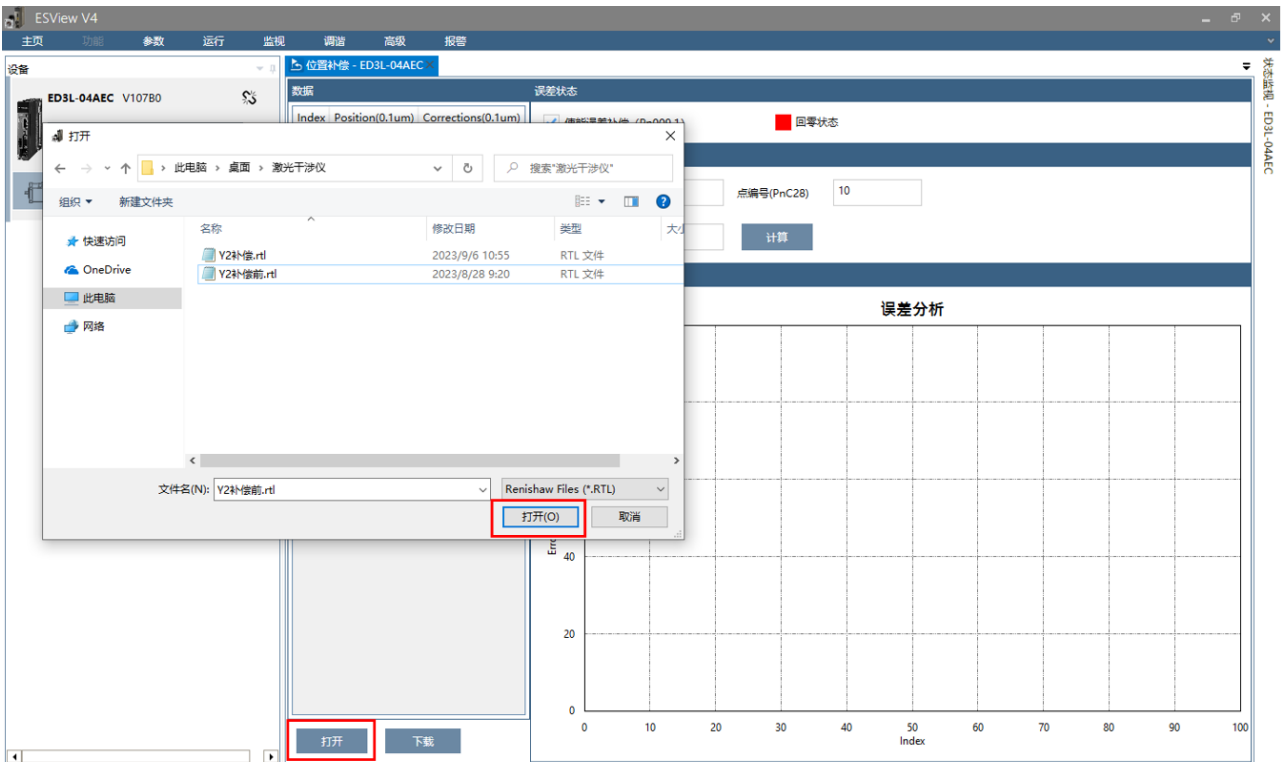 ESView V4
主页 功能 参数 运行 监视 调谐 高级 报警
设备
位置补偿 - ED3L-04AEC
状态监视 - ED3L-04AEC
ED3L-04AEC V107B0
数据
误差状态
Index Position(0.1um) Corrections(0.1um)
回零状态
打开
此电脑 › 桌面 › 激光干涉仪
搜索"激光干涉仪"
组织 新建文件夹
点编号(PnC28) 10
名称 修改日期 类型
快速访问
计算
Y2补偿.rtl 2023/9/6 10:55 RTL 文件
OneDrive
Y2补偿前.rtl 2023/8/28 9:20 RTL 文件
此电脑
网络
误差分析
文件名(N): Y2补偿前.rtl Renishaw Files (*.RTL)
打开(O) 取消
40
20
0
0 10 20 30 40 50 60 70 80 90 100
Index
打开 下载